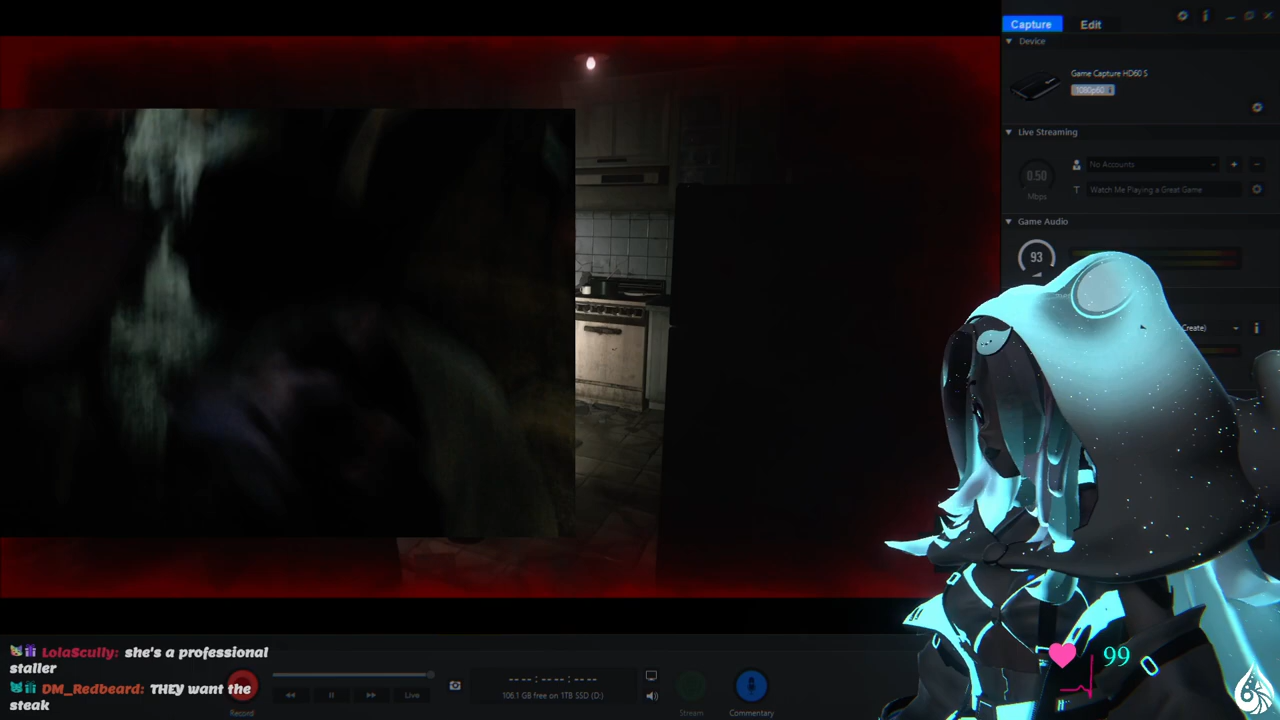 Capture
Edit
Device
Game Capture HD60 S
1080p60
Live Streaming
0.50
No Accounts
Mbps
Watch Me Playing a Great Game
Game Audio
93
Create)
LolaScully: she's a professional
staller
DM_Redbeard: THEY want the
steak
Live
106.1 GB free on 1TB SSD (D:)
Record
Stream
Commentary
99